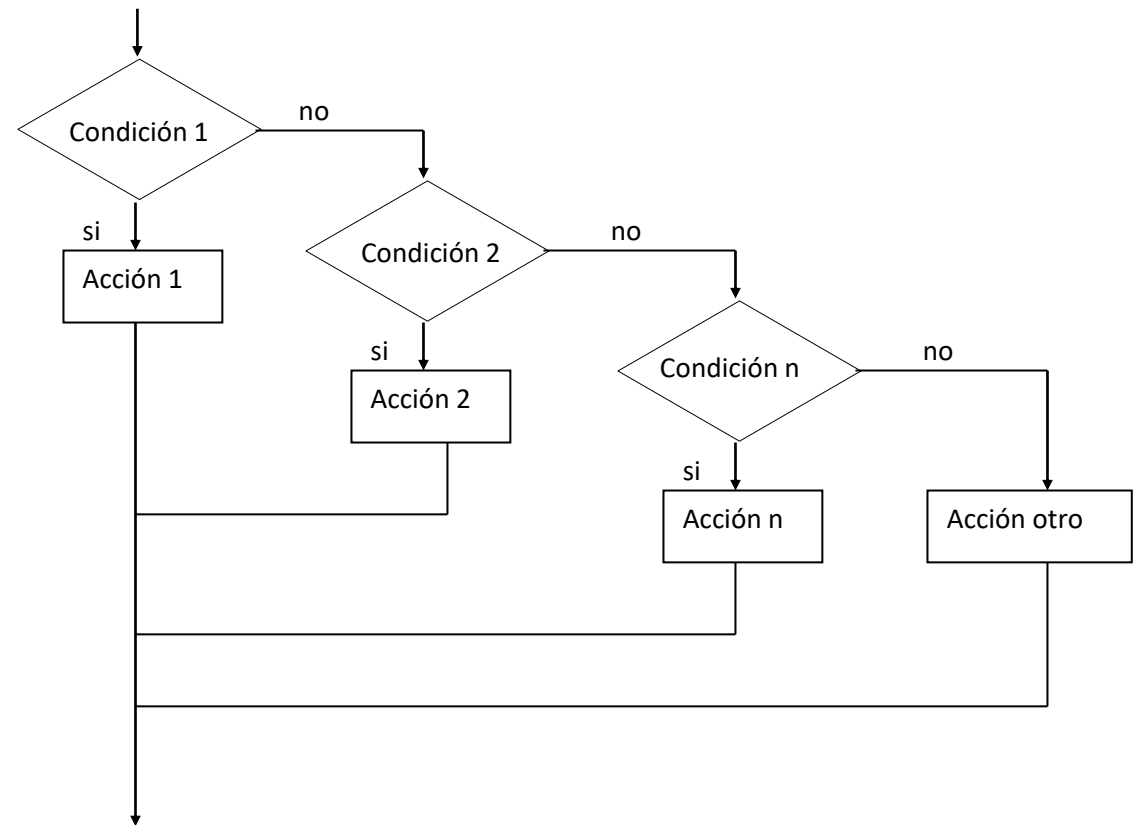 no
Condición 1
si
no
Condición 2
Acción 1
si
no
Condición n
Acción 2
si
Acción n
Acción otro